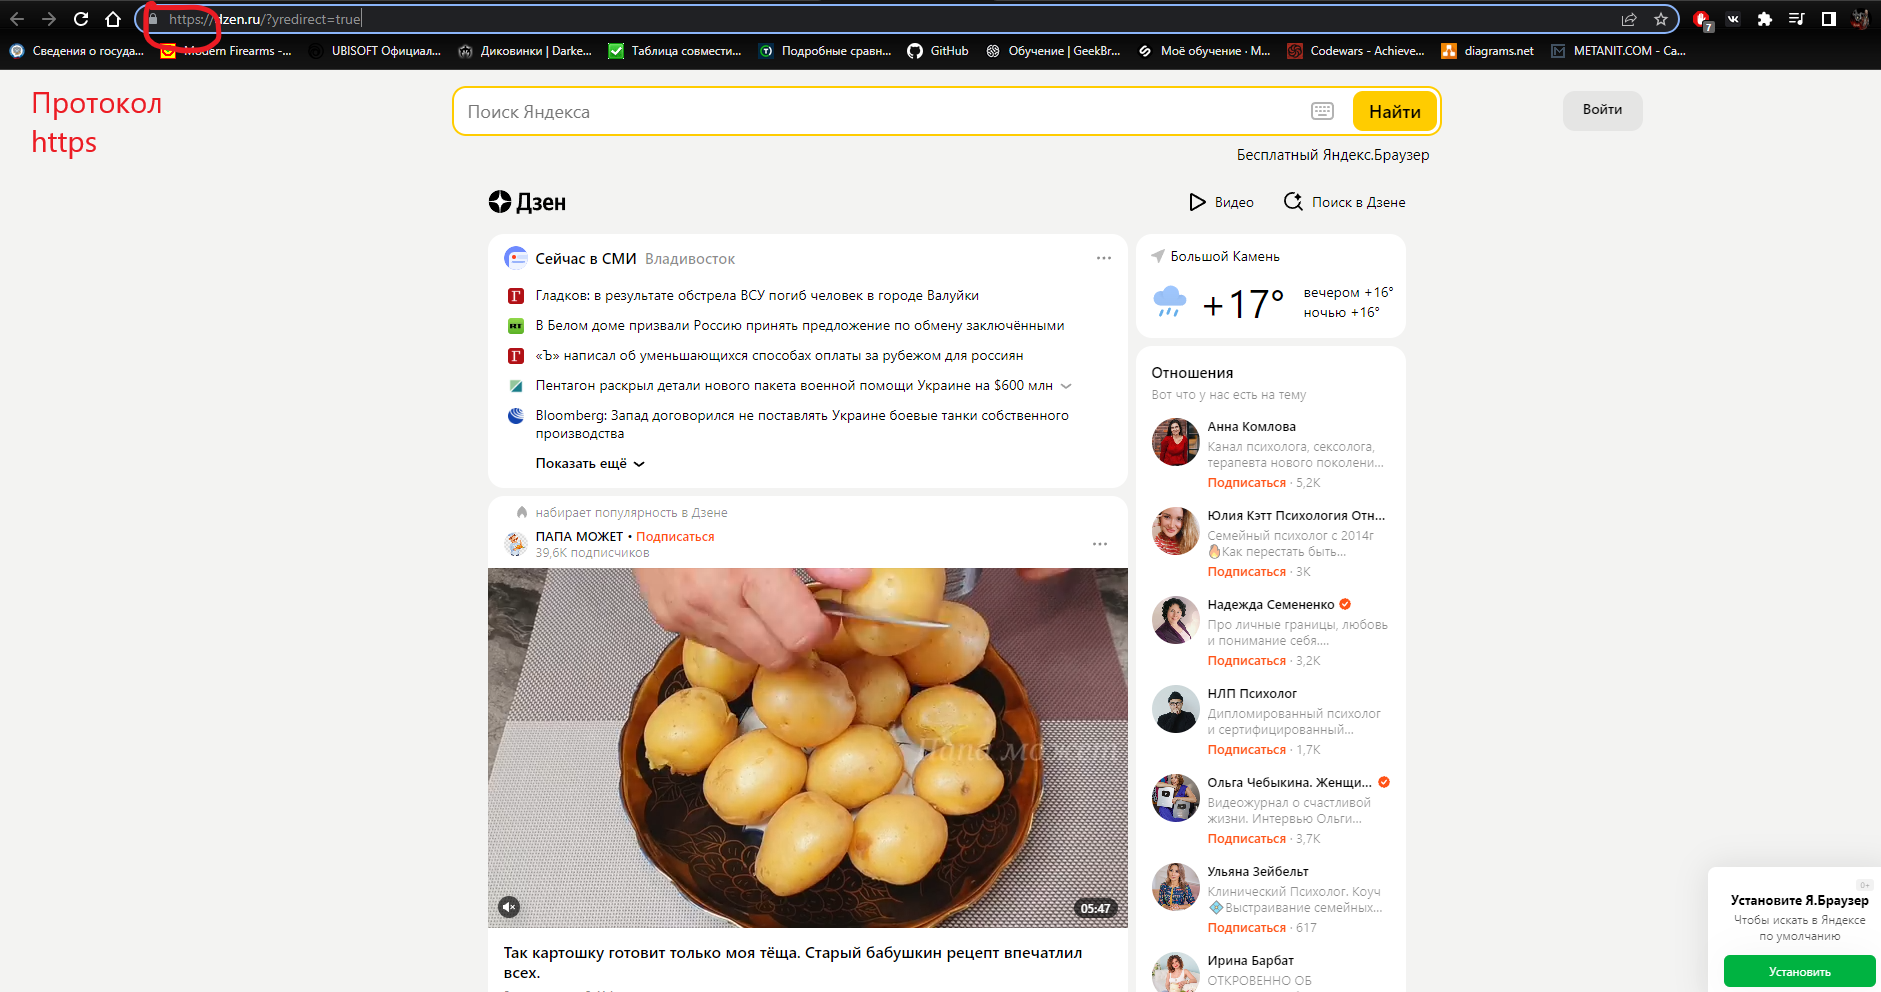 https://dzen.ru/?yredirect=true
7
Сведения о госуда...
Modern Firearms -...
UBISOFT Официал...
Диковинки | Darke...
Таблица совмести...
Подробные сравн...
GitHub
Обучение | GeekBr...
Моё обучение · M...
Codewars - Achieve...
diagrams.net
METANIT.COM - Ca...
Протокол
https
Поиск Яндекса
Найти
Войти
Бесплатный Яндекс.Браузер
Дзен
Видео
Поиск в Дзене
Сейчас в СМИ Владивосток
Гладков: в результате обстрела ВСУ погиб человек в городе Валуйки
В Белом доме призвали Россию принять предложение по обмену заключёнными
«Ъ» написал об уменьшающихся способах оплаты за рубежом для россиян
Пентагон раскрыл детали нового пакета военной помощи Украине на $600 млн
Bloomberg: Запад договорился не поставлять Украине боевые танки собственного
производства
Показать ещё
набирает популярность в Дзене
ПАПА МОЖЕТ • Подписаться
39,6K подписчиков
Папа может
05:47
Так картошку готовит только моя тёща. Старый бабушкин рецепт впечатлил
всех.
Большой Камень
+17°
вечером +16°
ночью +16°
Отношения
Вот что у нас есть на тему
Анна Комлова
Канал психолога, сексолога,
терапевта нового поколени...
Подписаться · 5,2K
Юлия Кэтт Психология Отн...
Семейный психолог с 2014г
🔥Как перестать быть...
Подписаться · 3K
Надежда Семененко
Про личные границы, любовь
и понимание себя....
Подписаться · 3,2K
НЛП Психолог
Дипломированный психолог
и сертифицированный...
Подписаться · 1,7K
Ольга Чебыкина. Женщи...
Видеожурнал о счастливой
жизни. Интервью Ольги...
Подписаться · 3,7K
Ульяна Зейбельт
Клинический Психолог. Коуч
💠Выстраивание семейных...
Подписаться · 617
Ирина Барбат
ОТКРОВЕННО ОБ
0+
Установите Я.Браузер
Чтобы искать в Яндексе
по умолчанию
Установить